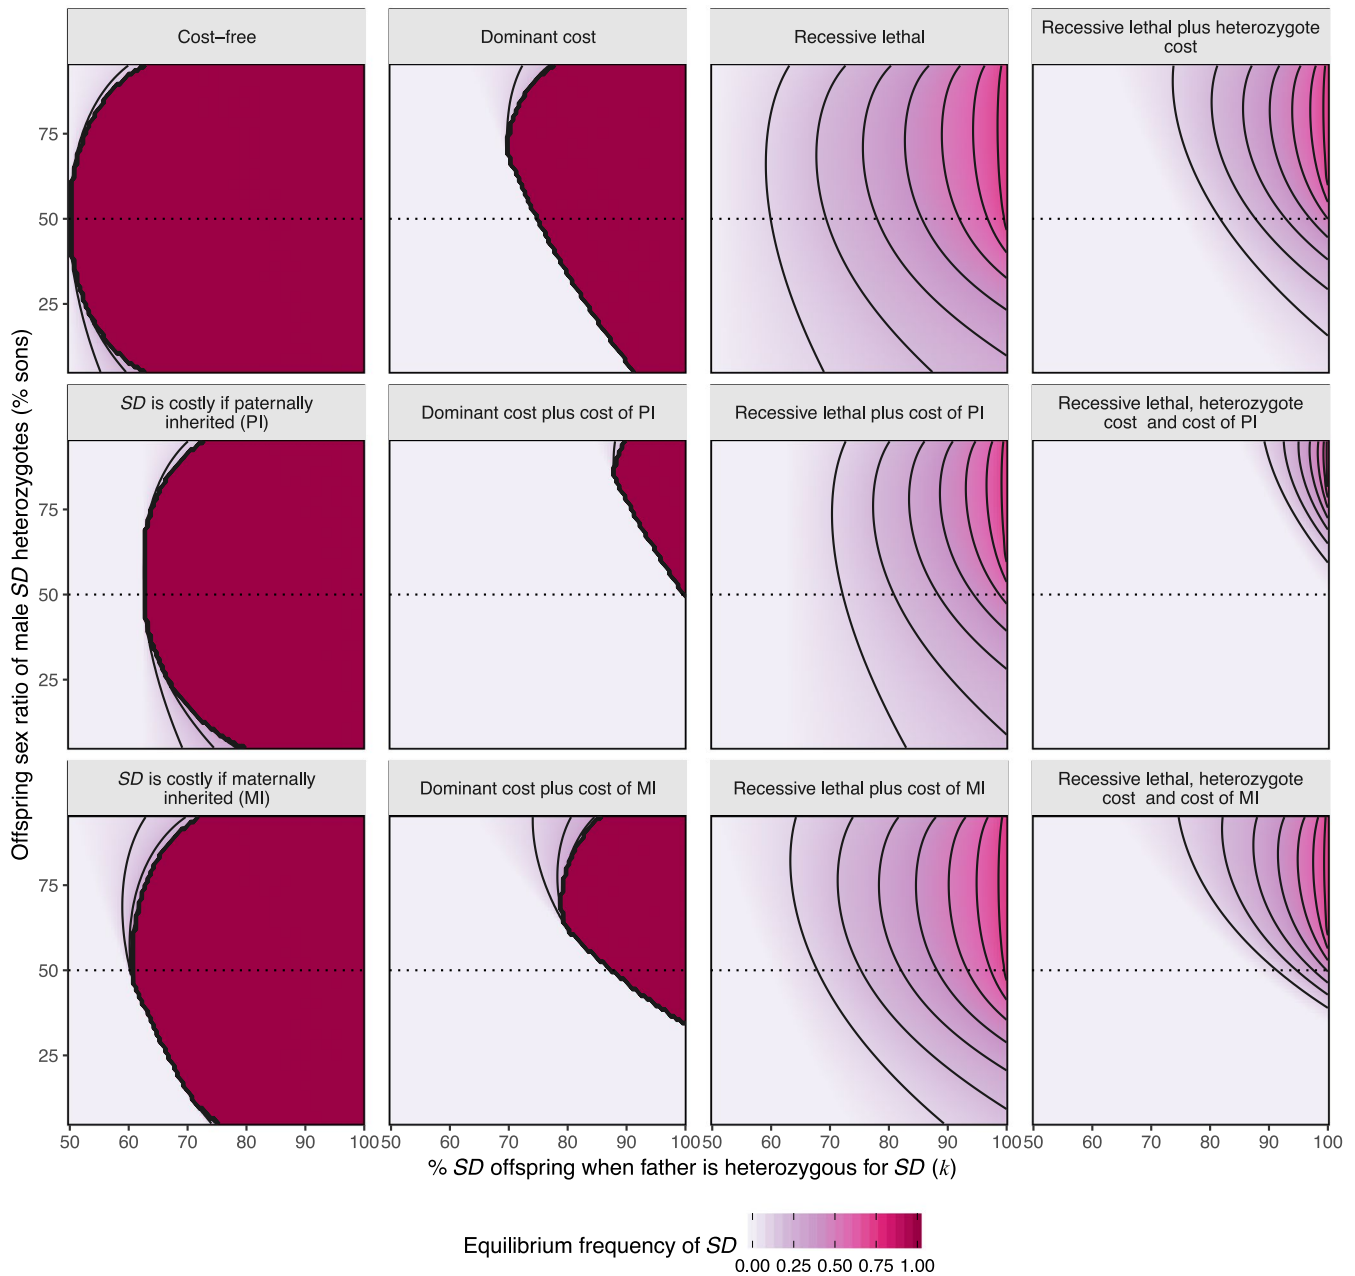 Cost–free
Dominant cost
Recessive lethal
Recessive lethal plus heterozygote
cost
75
50
25
SD is costly if paternally
inherited (PI)
Dominant cost plus cost of PI
Recessive lethal plus cost of PI
Recessive lethal, heterozygote
cost and cost of PI
75
50
25
SD is costly if maternally
inherited (MI)
Dominant cost plus cost of MI
Recessive lethal plus cost of MI
Recessive lethal, heterozygote
cost and cost of MI
75
50
25
Offspring sex ratio of male SD heterozygotes (% sons)
50 60 70 80 90 100 50 60 70 80 90 100 50 60 70 80 90 100 50 60 70 80 90 100
% SD offspring when father is heterozygous for SD (k)
Equilibrium frequency of SD
0.00 0.25 0.50 0.75 1.00